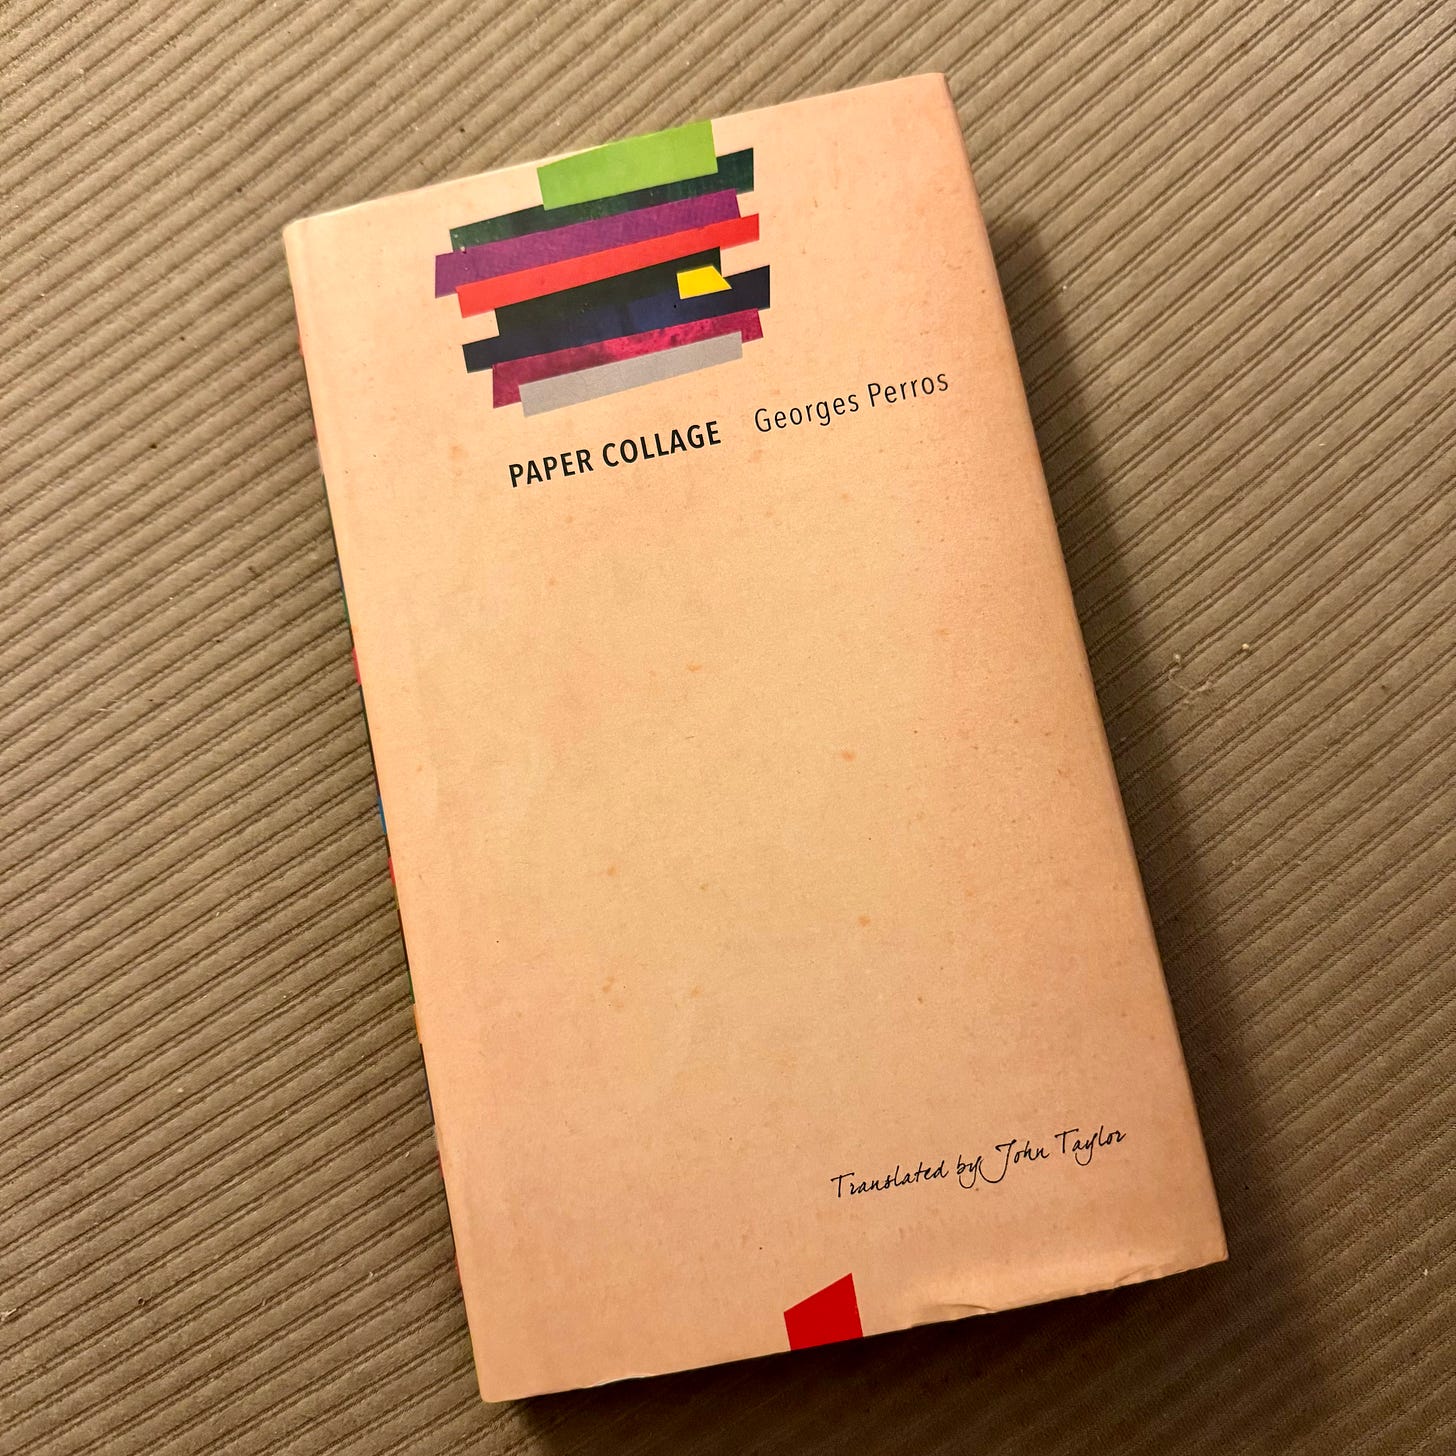 PAPER COLLAGE Georges Perros
Translated by John Taylor